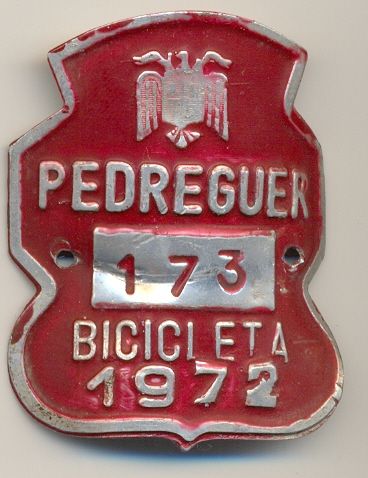 PEDREGUER
173
BICICLETA
1972